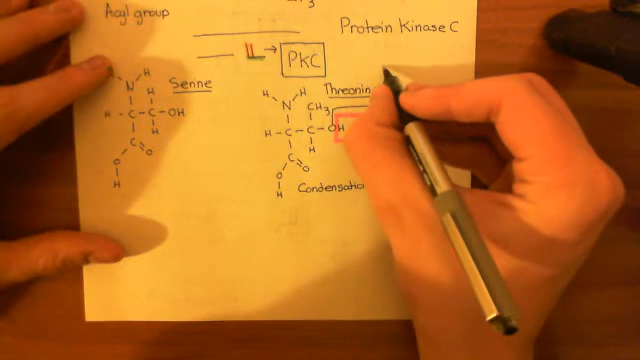 Acyl group
Protein Kinase C
PKC
Serine
Threonin
N H
H
H - C - C - OH
H
C
O
O
H
H H
N
CH3
H - C - C - OH
H
C
O
O
H
Condensatio